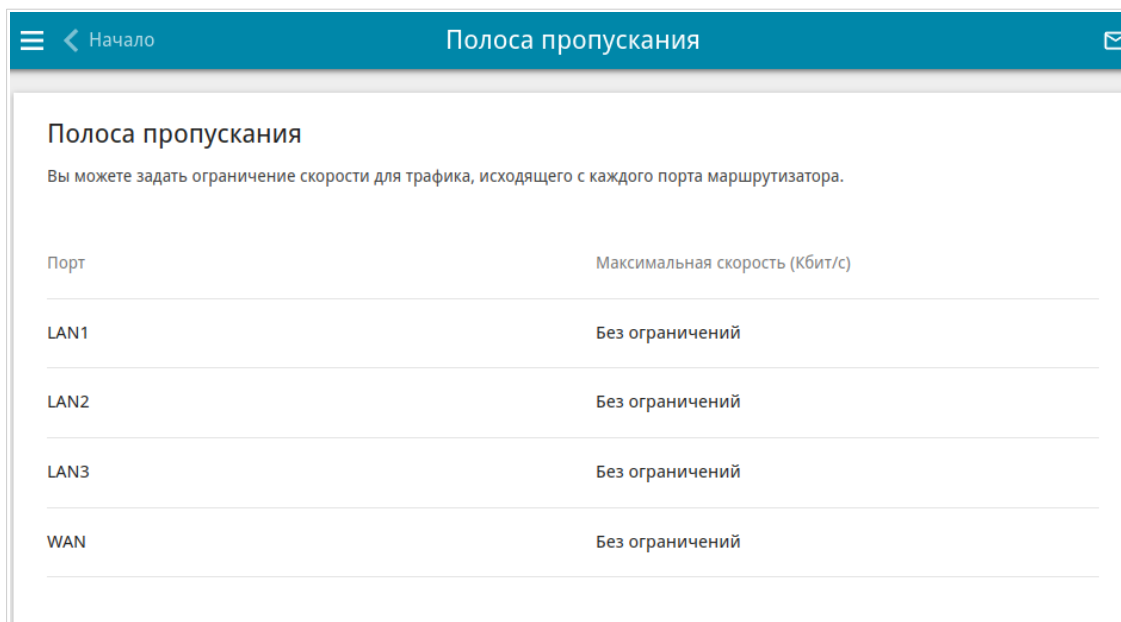 Начало
Полоса пропускания
Полоса пропускания
Вы можете задать ограничение скорости для трафика, исходящего с каждого порта маршрутизатора.
Порт Максимальная скорость (Кбит/с)
LAN1 Без ограничений
LAN2 Без ограничений
LAN3 Без ограничений
WAN Без ограничений